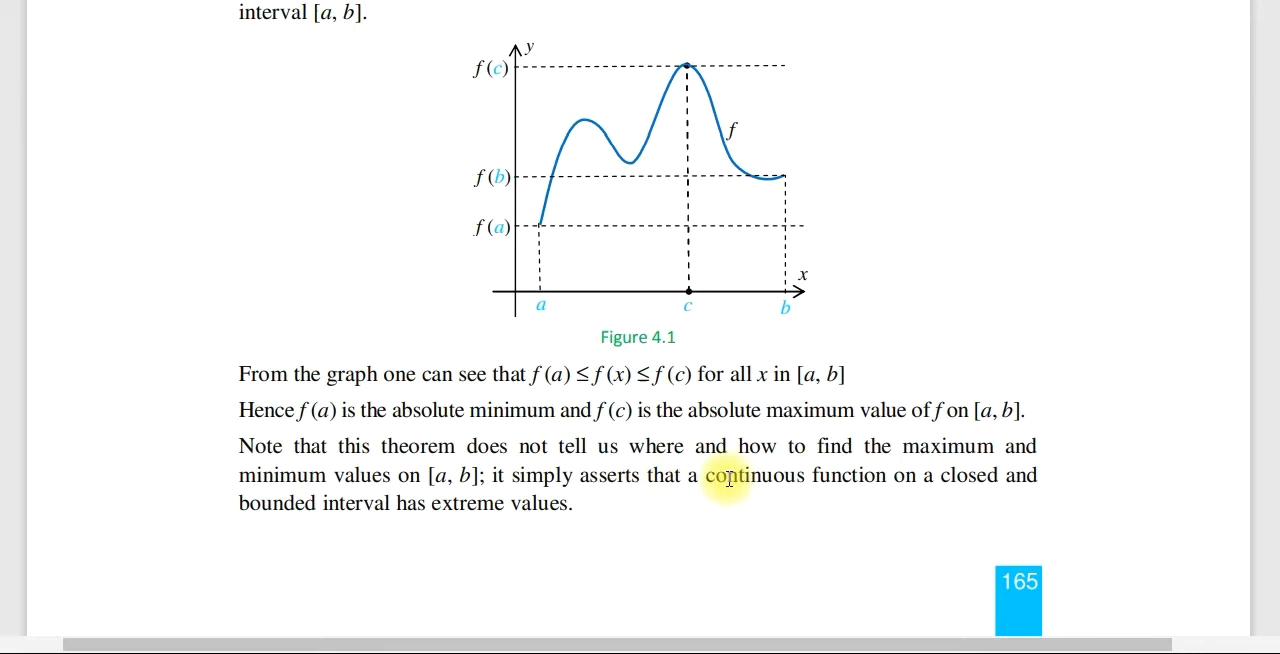 interval [a, b].
y
f (c)
f
f (b)
f (a)
x
a
c
b
Figure 4.1
From the graph one can see that f (a) ≤ f (x) ≤ f (c) for all x in [a, b]
Hence f (a) is the absolute minimum and f (c) is the absolute maximum value of f on [a, b].
Note that this theorem does not tell us where and how to find the maximum and
minimum values on [a, b]; it simply asserts that a continuous function on a closed and
bounded interval has extreme values.
165